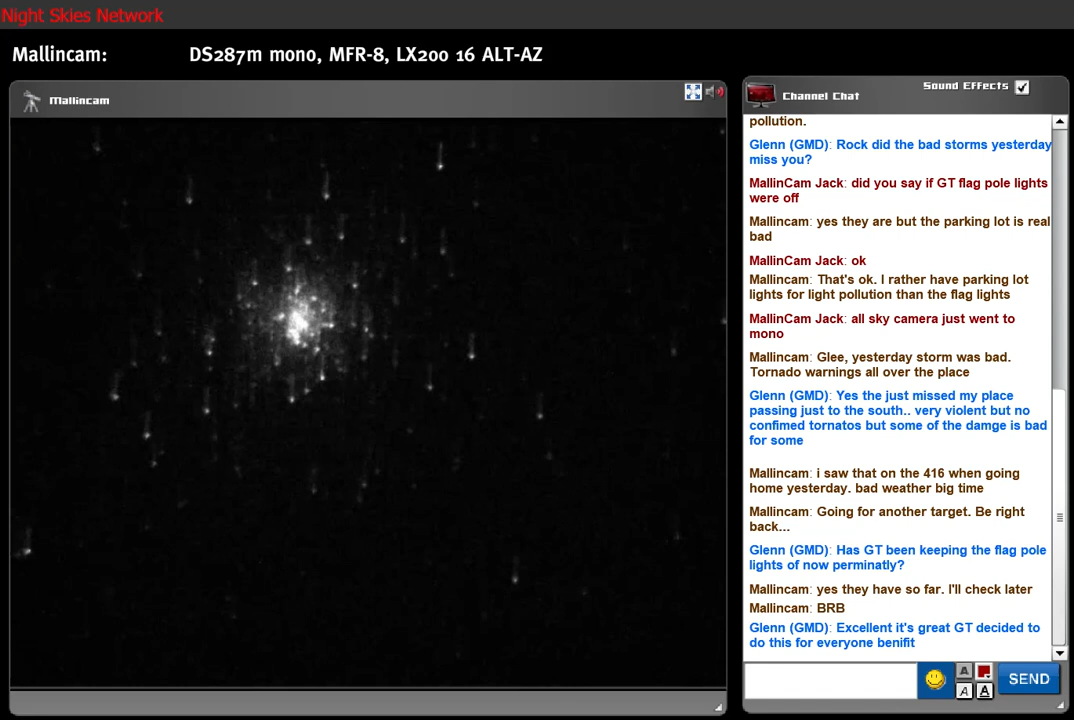 Night Skies Network
Mallincam: DS287m mono, MFR-8, LX200 16 ALT-AZ
Mallincam
Channel Chat
Sound Effects
pollution.
Glenn (GMD): Rock did the bad storms yesterday
miss you?
MallinCam Jack: did you say if GT flag pole lights
were off
Mallincam: yes they are but the parking lot is real
bad
MallinCam Jack: ok
Mallincam: That's ok. I rather have parking lot
lights for light pollution than the flag lights
MallinCam Jack: all sky camera just went to
mono
Mallincam: Glee, yesterday storm was bad.
Tornado warnings all over the place
Glenn (GMD): Yes the just missed my place
passing just to the south.. very violent but no
confimed tornatos but some of the damge is bad
for some
Mallincam: i saw that on the 416 when going
home yesterday. bad weather big time
Mallincam: Going for another target. Be right
back...
Glenn (GMD): Has GT been keeping the flag pole
lights of now perminatly?
Mallincam: yes they have so far. I'll check later
Mallincam: BRB
Glenn (GMD): Excellent it's great GT decided to
do this for everyone benifit
A
A A
SEND